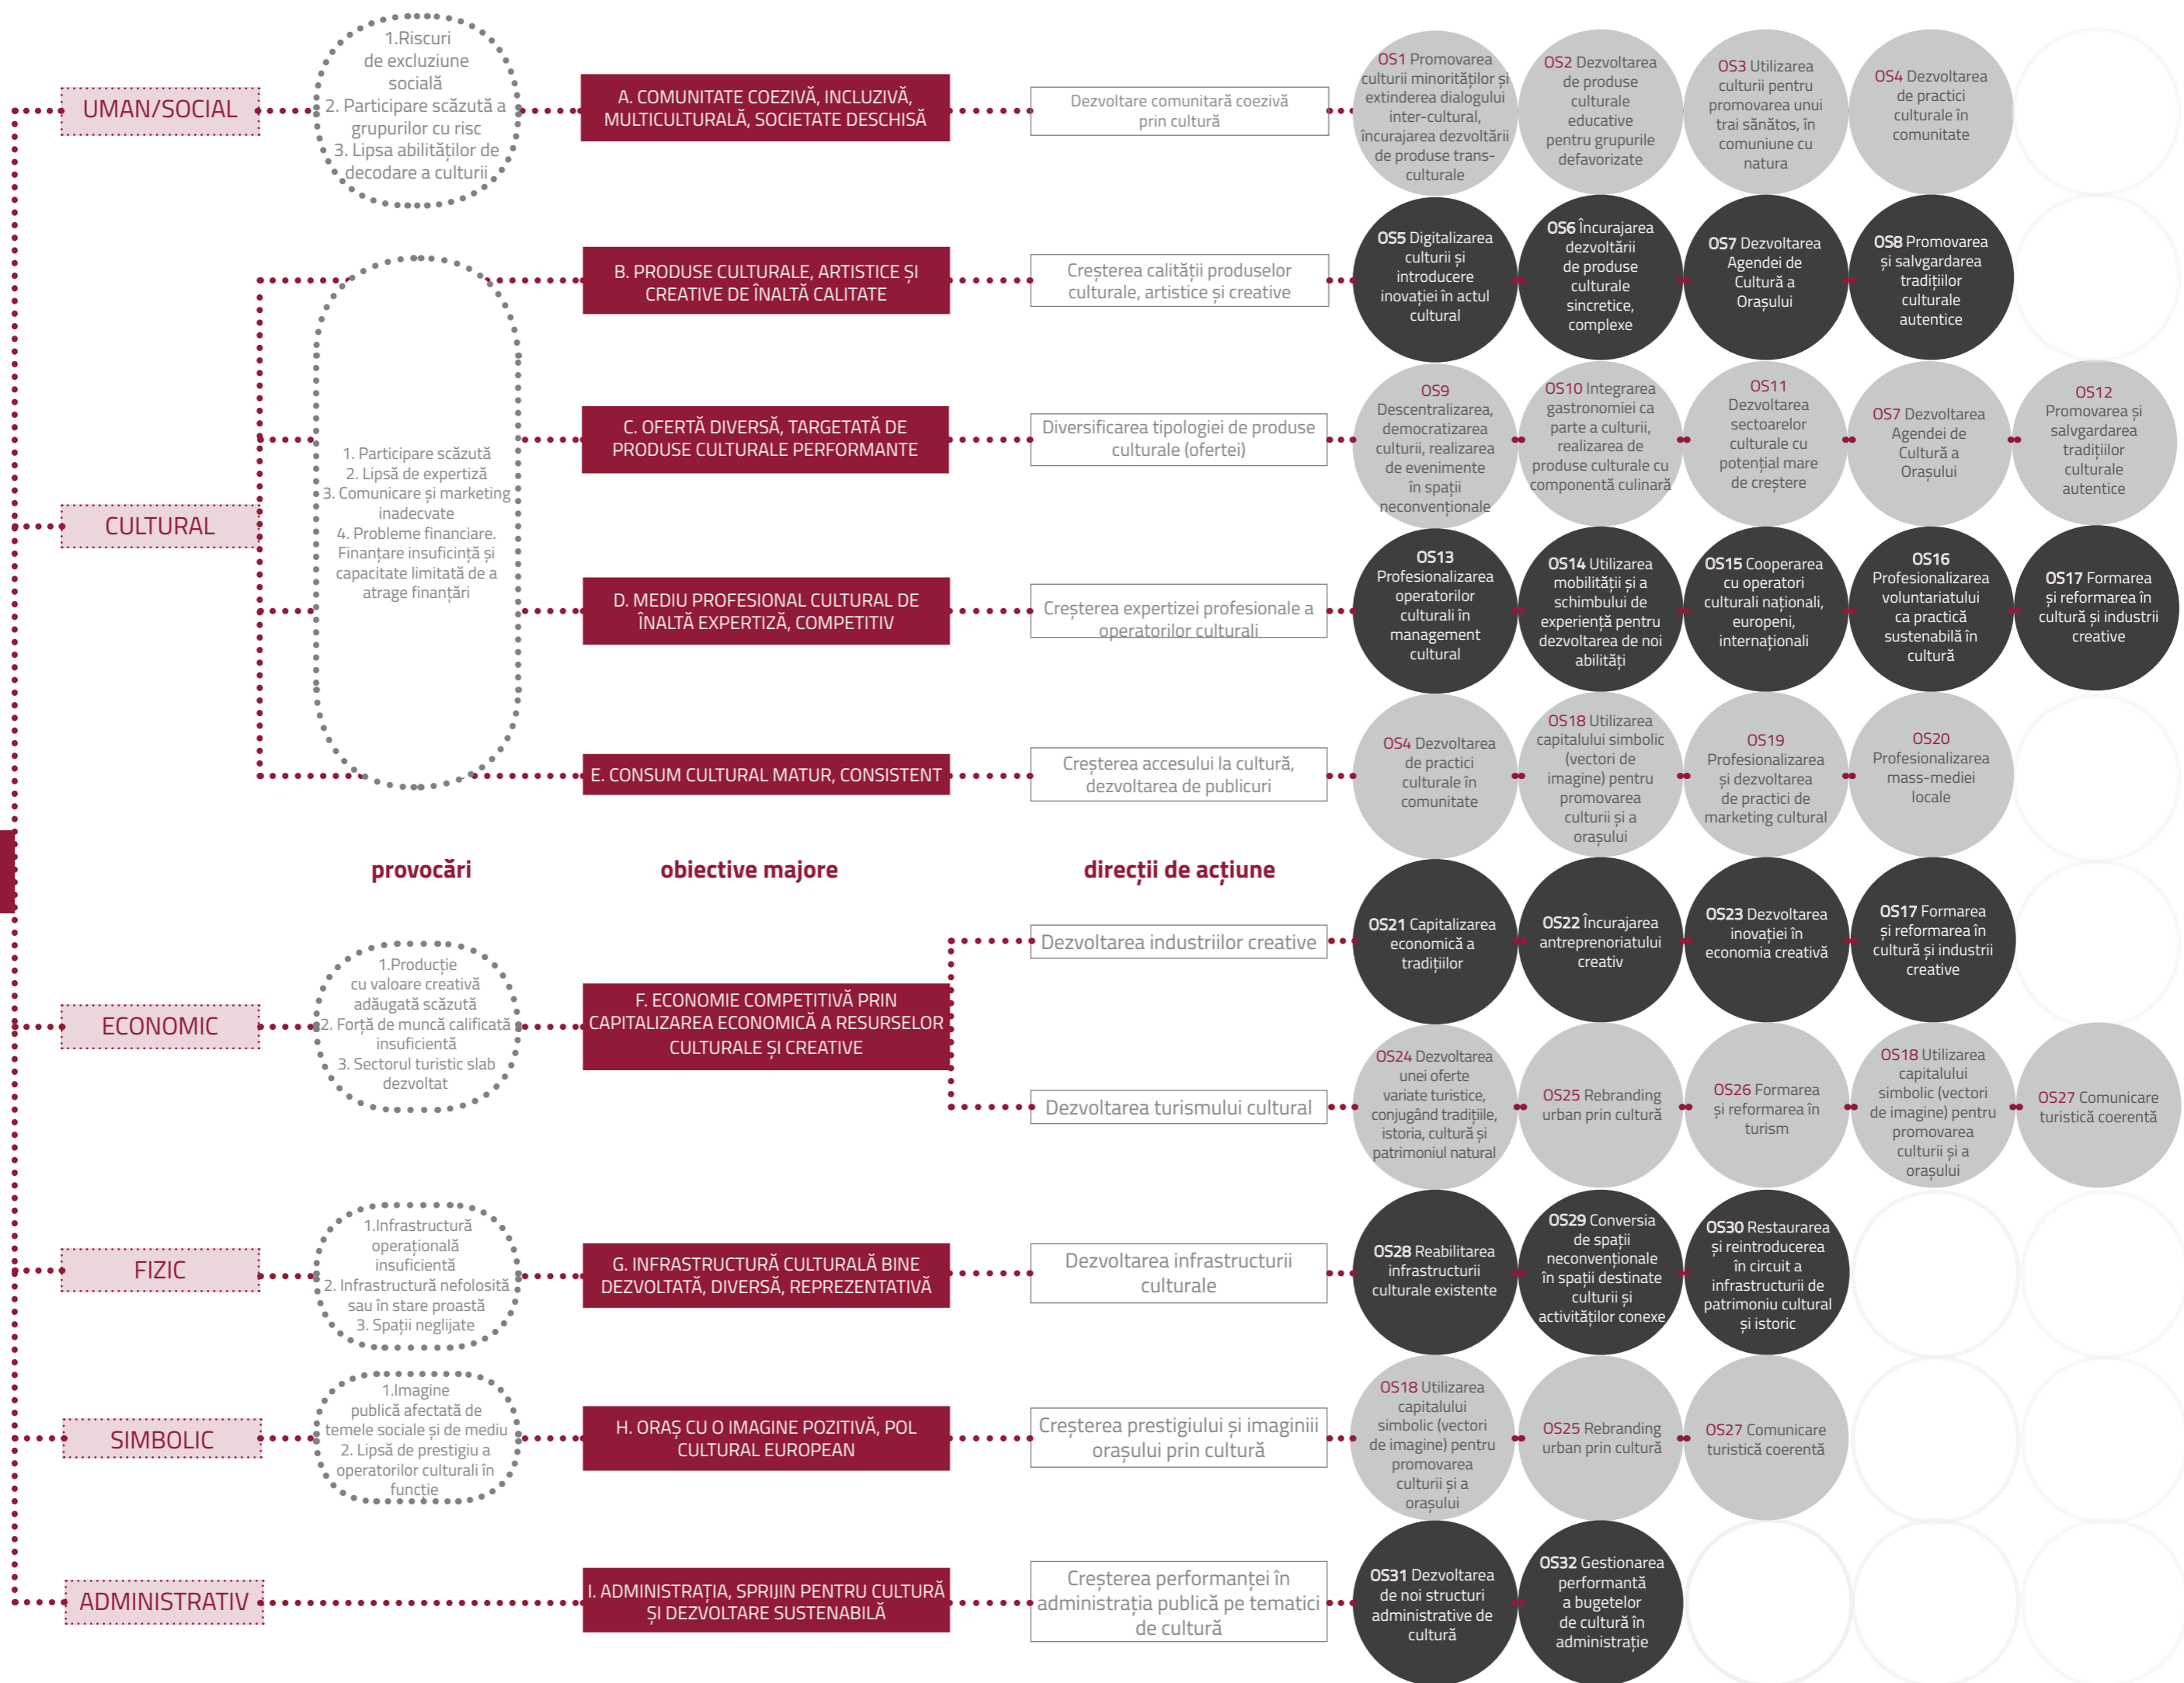 UMAN/SOCIAL
1.Riscuri
de excluziune
socială
2. Participare scăzută a
grupurilor cu risc
3. Lipsa abilităților de
decodare a culturii
A. COMUNITATE COEZIVĂ, INCLUZIVĂ,
MULTICULTURALĂ, SOCIETATE DESCHISĂ
Dezvoltare comunitară coezivă
prin cultură
OS1 Promovarea
culturii minorităților și
extinderea dialogului
inter-cultural,
încurajarea dezvoltării
de produse trans-
culturale
OS2 Dezvoltarea
de produse
culturale
educative
pentru grupurile
defavorizate
OS3 Utilizarea
culturii pentru
promovarea unui
trai sănătos, în
comuniune cu
natura
OS4 Dezvoltarea
de practici
culturale în
comunitate
CULTURAL
1. Participare scăzută
2. Lipsă de expertiză
3. Comunicare și marketing
inadecvate
4. Probleme financiare.
Finanțare insuficință și
capacitate limitată de a
atrage finanțări
B. PRODUSE CULTURALE, ARTISTICE ȘI
CREATIVE DE ÎNALTĂ CALITATE
Creșterea calității produselor
culturale, artistice și creative
OS5 Digitalizarea
culturii și
introducere
inovației în actul
cultural
OS6 Încurajarea
dezvoltării
de produse
culturale
sincretice,
complexe
OS7 Dezvoltarea
Agendei de
Cultură a
Orașului
OS8 Promovarea
și salvgardarea
tradițiilor
culturale
autentice
C. OFERTĂ DIVERSĂ, TARGETATĂ DE
PRODUSE CULTURALE PERFORMANTE
Diversificarea tipologiei de produse
culturale (ofertei)
OS9
Descentralizarea,
democratizarea
culturii, realizarea
de evenimente
în spații
neconvenționale
OS10 Integrarea
gastronomiei ca
parte a culturii,
realizarea de
produse culturale cu
componentă culinară
OS11
Dezvoltarea
sectoarelor
culturale cu
potențial mare
de creștere
OS7 Dezvoltarea
Agendei de
Cultură a
Orașului
OS12
Promovarea și
salvgardarea
tradițiilor
culturale
autentice
D. MEDIU PROFESIONAL CULTURAL DE
ÎNALTĂ EXPERTIZĂ, COMPETITIV
Creșterea expertizei profesionale a
operatorilor culturali
OS13
Profesionalizarea
operatorilor
culturali în
management
cultural
OS14 Utilizarea
mobilității și a
schimbului de
experiență pentru
dezvoltarea de noi
abilități
OS15 Cooperarea
cu operatori
culturali naționali,
europeni,
internaționali
OS16
Profesionalizarea
voluntariatului
ca practică
sustenabilă în
cultură
OS17 Formarea
și reformarea în
cultură și industrii
creative
E. CONSUM CULTURAL MATUR, CONSISTENT
Creșterea accesului la cultură,
dezvoltarea de publicuri
OS4 Dezvoltarea
de practici
culturale în
comunitate
OS18 Utilizarea
capitalului simbolic
(vectori de
imagine) pentru
promovarea
culturii și a
orașului
OS19
Profesionalizarea
și dezvoltarea
de practici de
marketing cultural
OS20
Profesionalizarea
mass-mediei
locale
provocări
obiective majore
direcții de acțiune
ECONOMIC
1.Producție
cu valoare creativă
adăugată scăzută
2. Forță de muncă calificată
insuficientă
3. Sectorul turistic slab
dezvoltat
F. ECONOMIE COMPETITIVĂ PRIN
CAPITALIZAREA ECONOMICĂ A RESURSELOR
CULTURALE ȘI CREATIVE
Dezvoltarea industriilor creative
OS21 Capitalizarea
economică a
tradițiilor
OS22 Încurajarea
antreprenoriatului
creativ
OS23 Dezvoltarea
inovației în
economia creativă
OS17 Formarea
și reformarea în
cultură și industrii
creative
Dezvoltarea turismului cultural
OS24 Dezvoltarea
unei oferte
variate turistice,
conjugând tradițiile,
istoria, cultură și
patrimoniul natural
OS25 Rebranding
urban prin cultură
OS26 Formarea
și reformarea în
turism
OS18 Utilizarea
capitalului
simbolic (vectori
de imagine) pentru
promovarea
culturii și a
orașului
OS27 Comunicare
turistică coerentă
FIZIC
1.Infrastructură
operațională
insuficientă
2. Infrastructură nefolosită
sau în stare proastă
3. Spații neglijate
G. INFRASTRUCTURĂ CULTURALĂ BINE
DEZVOLTATĂ, DIVERSĂ, REPREZENTATIVĂ
Dezvoltarea infrastructurii
culturale
OS28 Reabilitarea
infrastructurii
culturale existente
OS29 Conversia
de spații
neconvenționale
în spații destinate
culturii și
activităților conexe
OS30 Restaurarea
și reintroducerea
în circuit a
infrastructurii de
patrimoniu cultural
și istoric
SIMBOLIC
1.Imagine
publică afectată de
temele sociale și de mediu
2. Lipsă de prestigiu a
operatorilor culturali în
funcție
H. ORAȘ CU O IMAGINE POZITIVĂ, POL
CULTURAL EUROPEAN
Creșterea prestigiului și imaginiii
orașului prin cultură
OS18 Utilizarea
capitalului
simbolic (vectori
de imagine) pentru
promovarea
culturii și a
orașului
OS25 Rebranding
urban prin cultură
OS27 Comunicare
turistică coerentă
ADMINISTRATIV
I. ADMINISTRAȚIA, SPRIJIN PENTRU CULTURĂ
ȘI DEZVOLTARE SUSTENABILĂ
Creșterea performanței în
administrația publică pe tematici
de cultură
OS31 Dezvoltarea
de noi structuri
administrative de
cultură
OS32 Gestionarea
performantă
a bugetelor
de cultură în
administrație